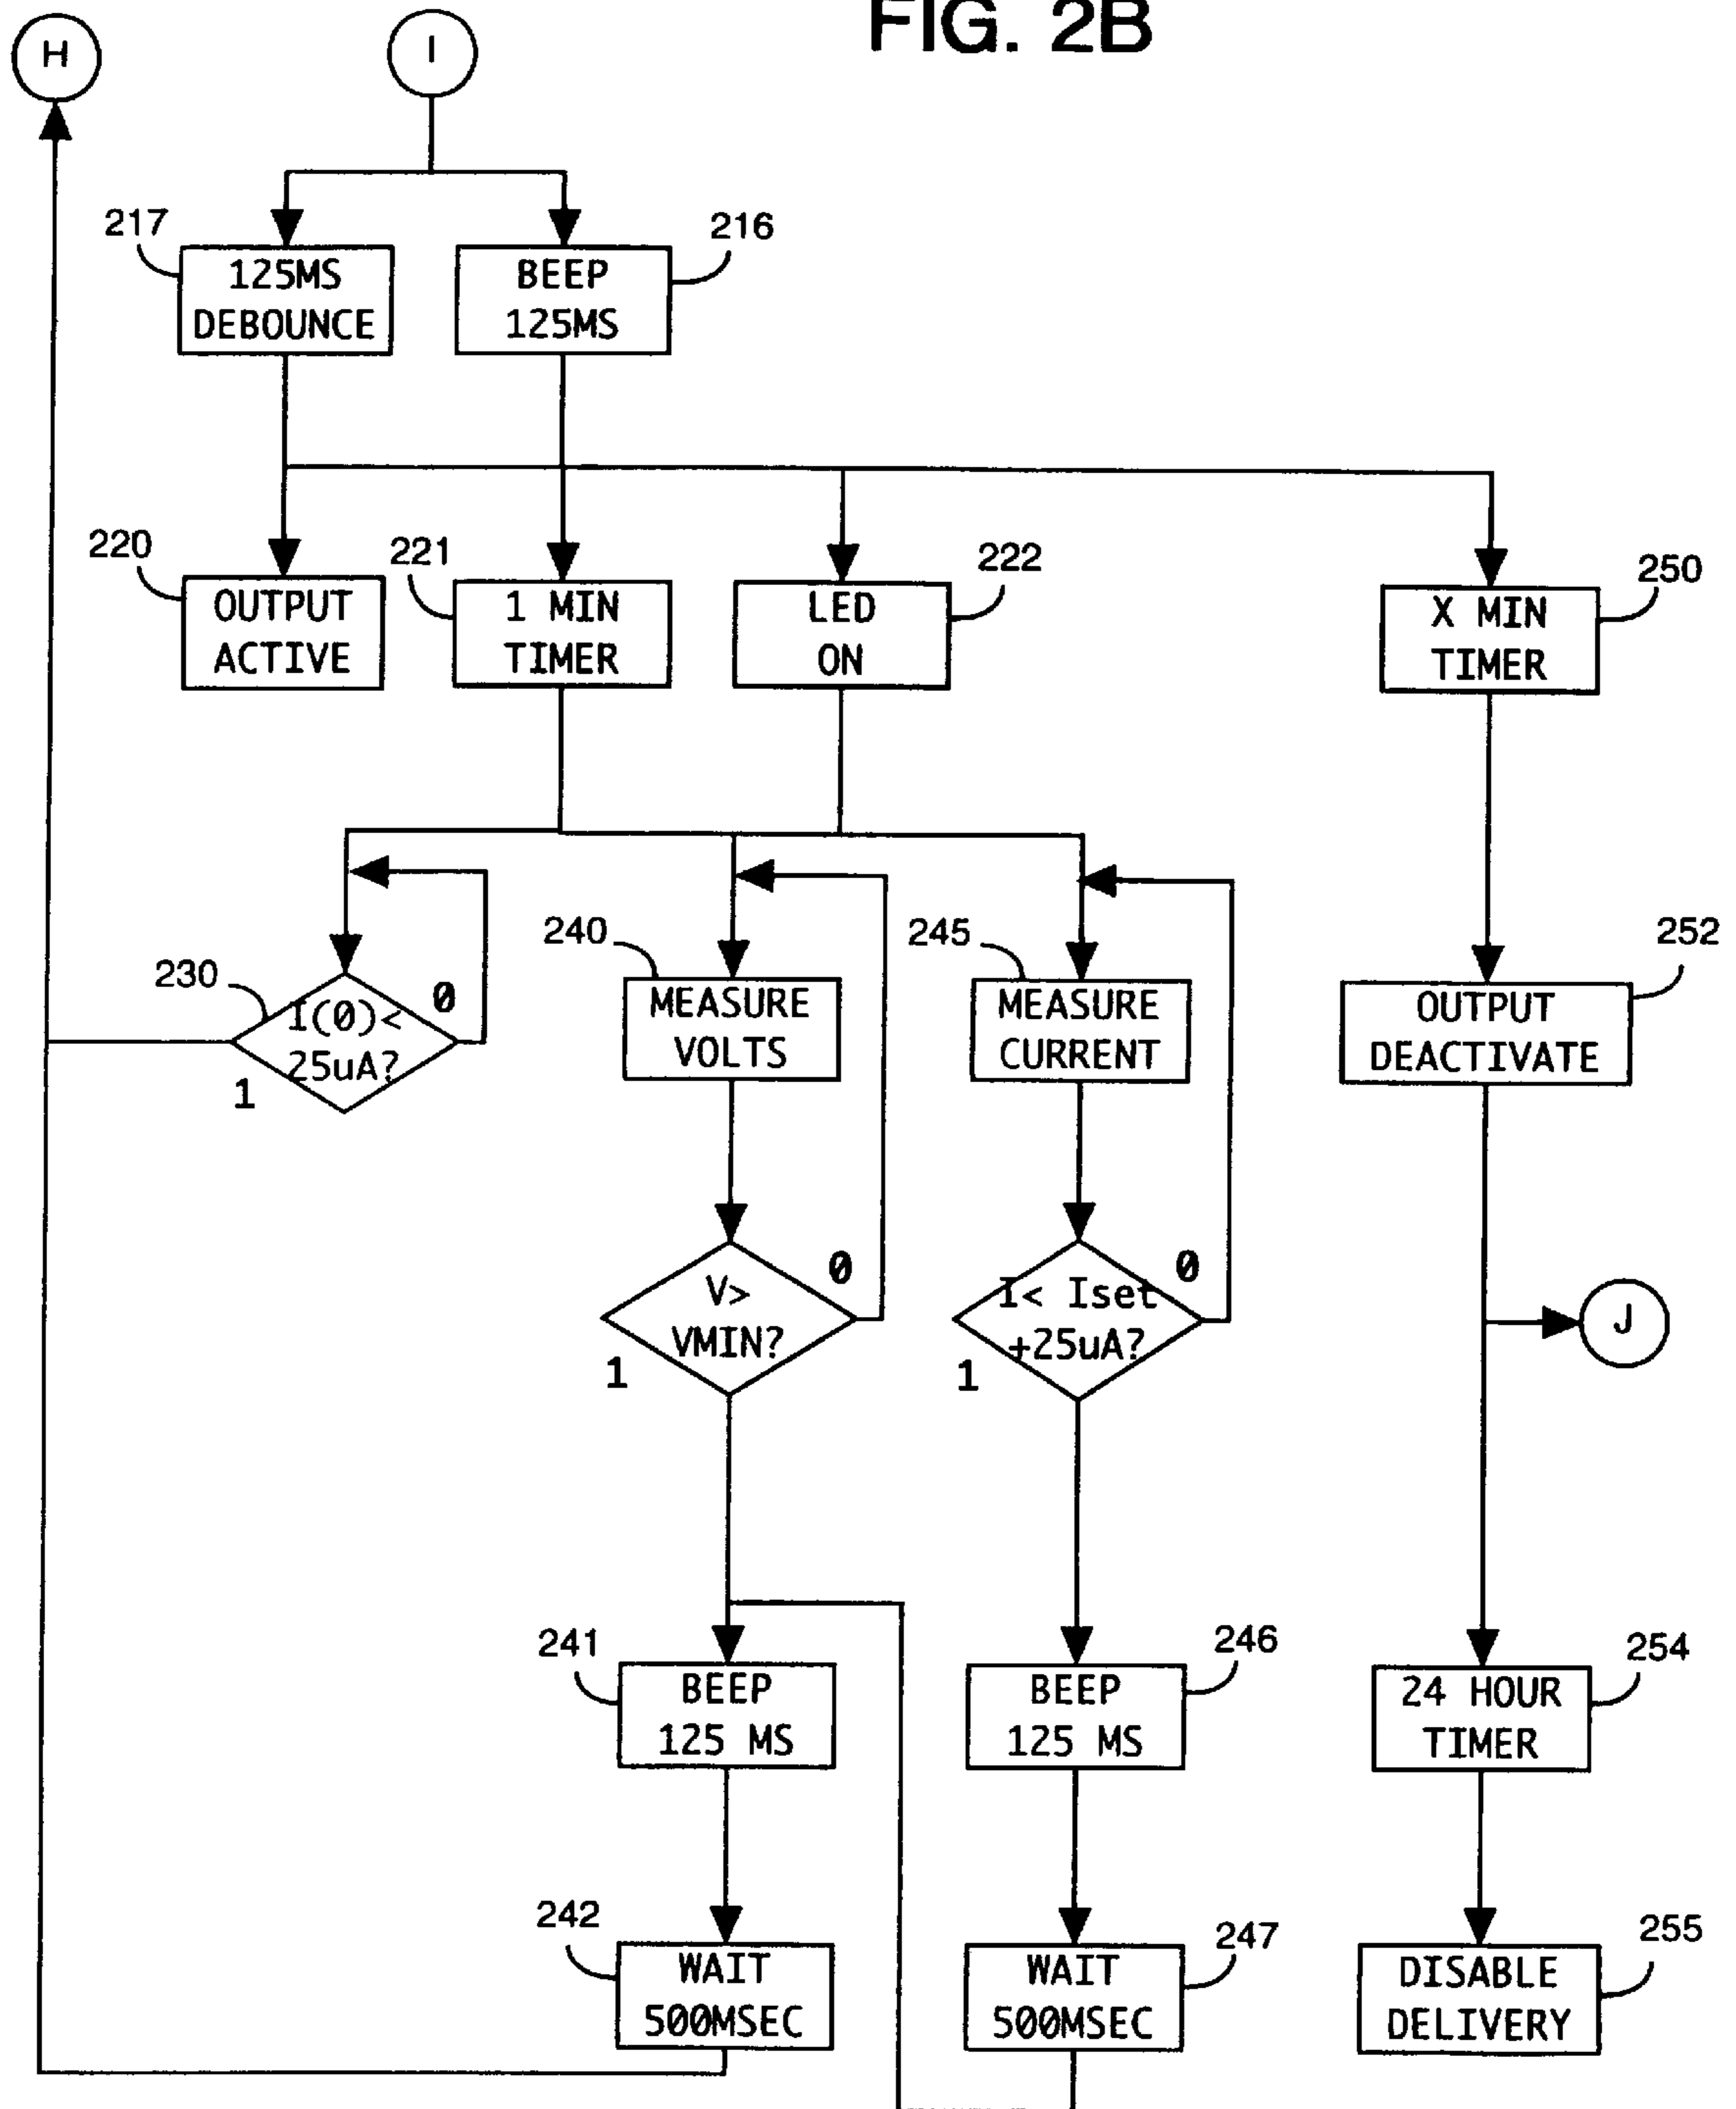 FIG. 2B
H
I
217
125MS
DEBOUNCE
216
BEEP
125MS
220
OUTPUT
ACTIVE
221
1 MIN
TIMER
222
LED
ON
250
X MIN
TIMER
230
I(0)<
25uA?
0
1
240
MEASURE
VOLTS
245
MEASURE
CURRENT
252
OUTPUT
DEACTIVATE
V>
VMIN?
0
1
I< Iset
+25uA?
0
1
J
241
BEEP
125 MS
246
BEEP
125 MS
254
24 HOUR
TIMER
242
WAIT
500MSEC
247
WAIT
500MSEC
255
DISABLE
DELIVERY